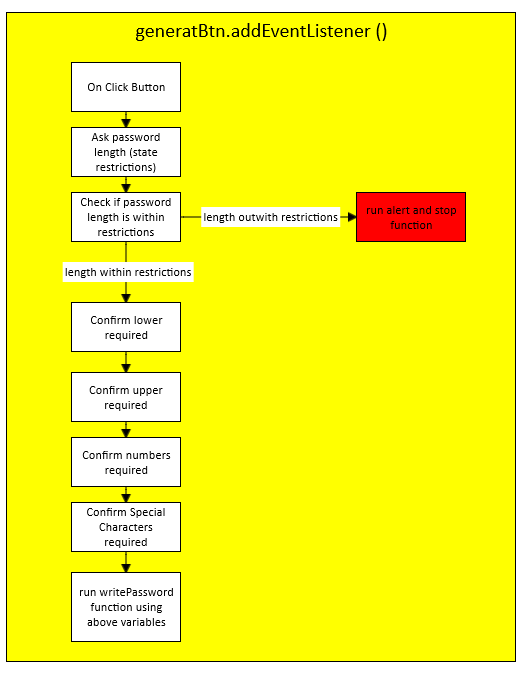 generatBtn.addEventListener ()
On Click Button
Ask password
length (state
restrictions)
Check if password
length is within
restrictions
length outwith restrictions
run alert and stop
function
length within restrictions
Confirm lower
required
Confirm upper
required
Confirm numbers
required
Confirm Special
Characters
required
run writePassword
function using
above variables